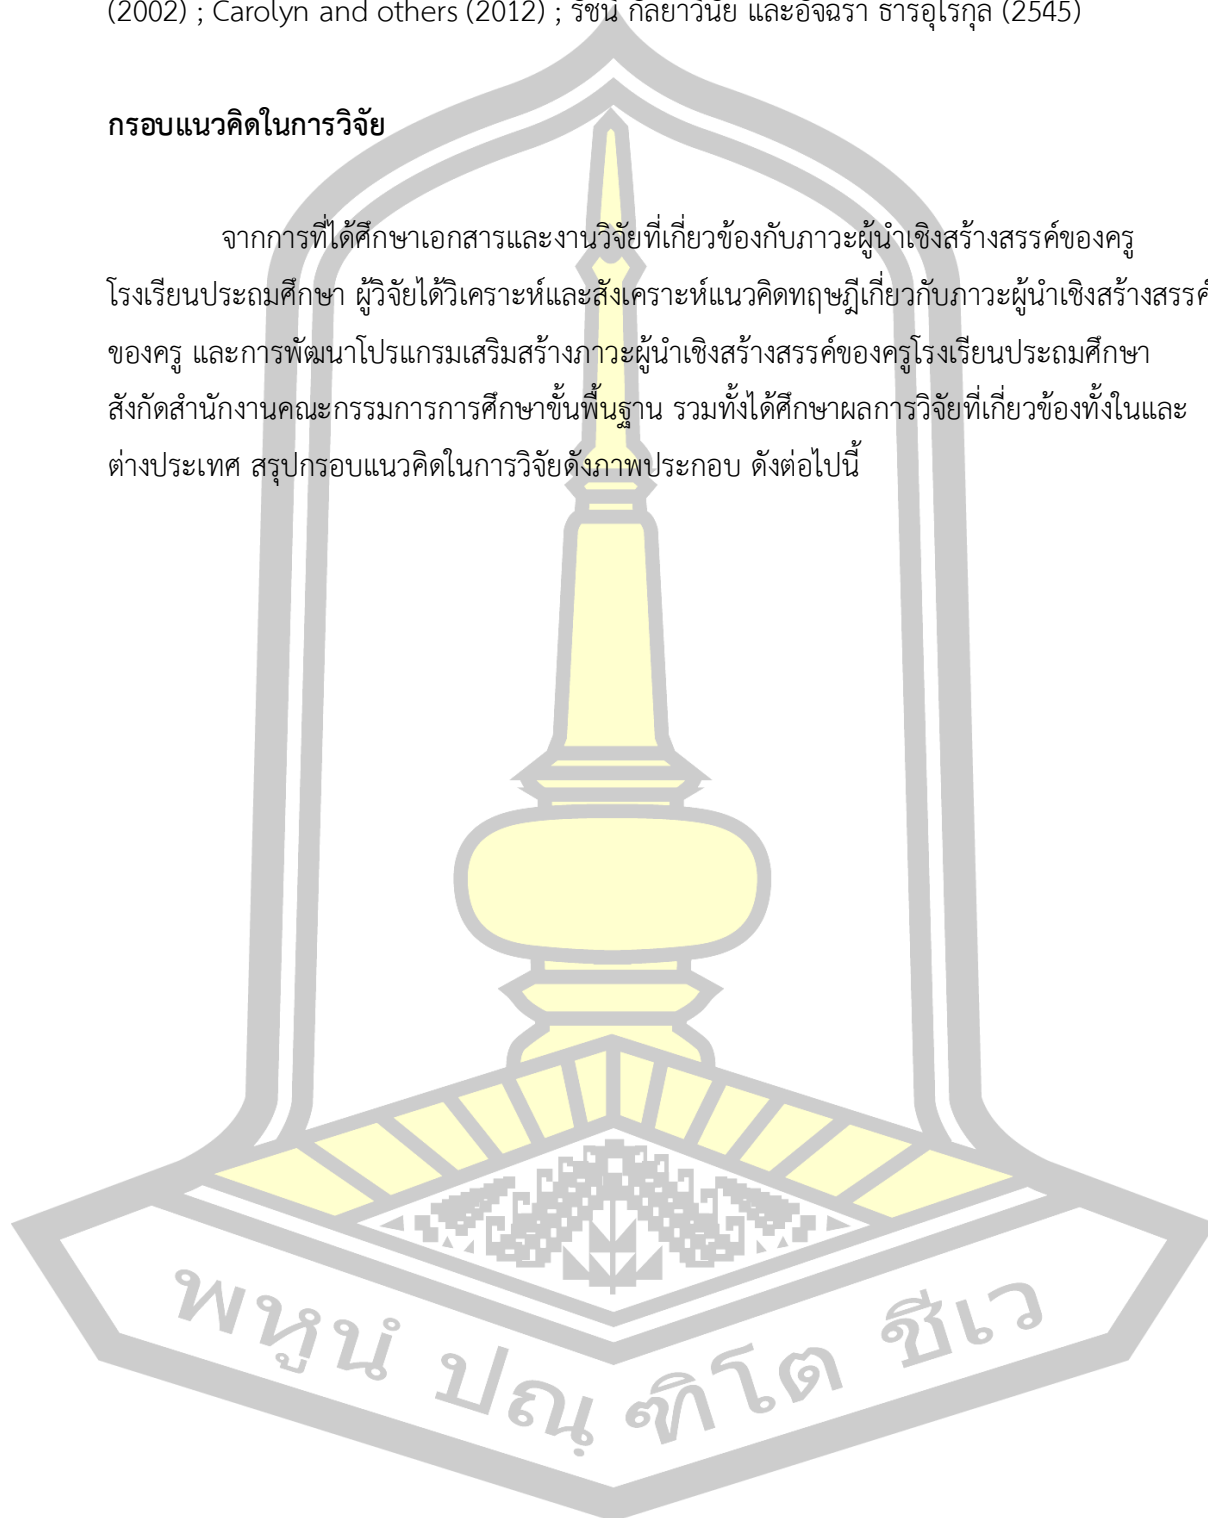 (2002) ; Carolyn and others (2012) ; รัชนี กัลยาวินัย และอัจฉรา ธารอุไรกุล (2545)
กรอบแนวคิดในการวิจัย
จากการที่ได้ศึกษาเอกสารและงานวิจัยที่เกี่ยวข้องกับภาวะผู้นำเชิงสร้างสรรค์ของครู
โรงเรียนประถมศึกษา ผู้วิจัยได้วิเคราะห์และสังเคราะห์แนวคิดทฤษฎีเกี่ยวกับภาวะผู้นำเชิงสร้างสรรค์
ของครู และการพัฒนาโปรแกรมเสริมสร้างภาวะผู้นำเชิงสร้างสรรค์ของครูโรงเรียนประถมศึกษา
สังกัดสำนักงานคณะกรรมการการศึกษาขั้นพื้นฐาน รวมทั้งได้ศึกษาผลการวิจัยที่เกี่ยวข้องทั้งในและ
ต่างประเทศ สรุปกรอบแนวคิดในการวิจัยดังภาพประกอบ ดังต่อไปนี้
พหูนํ ปณฺฑิโต ชีเว